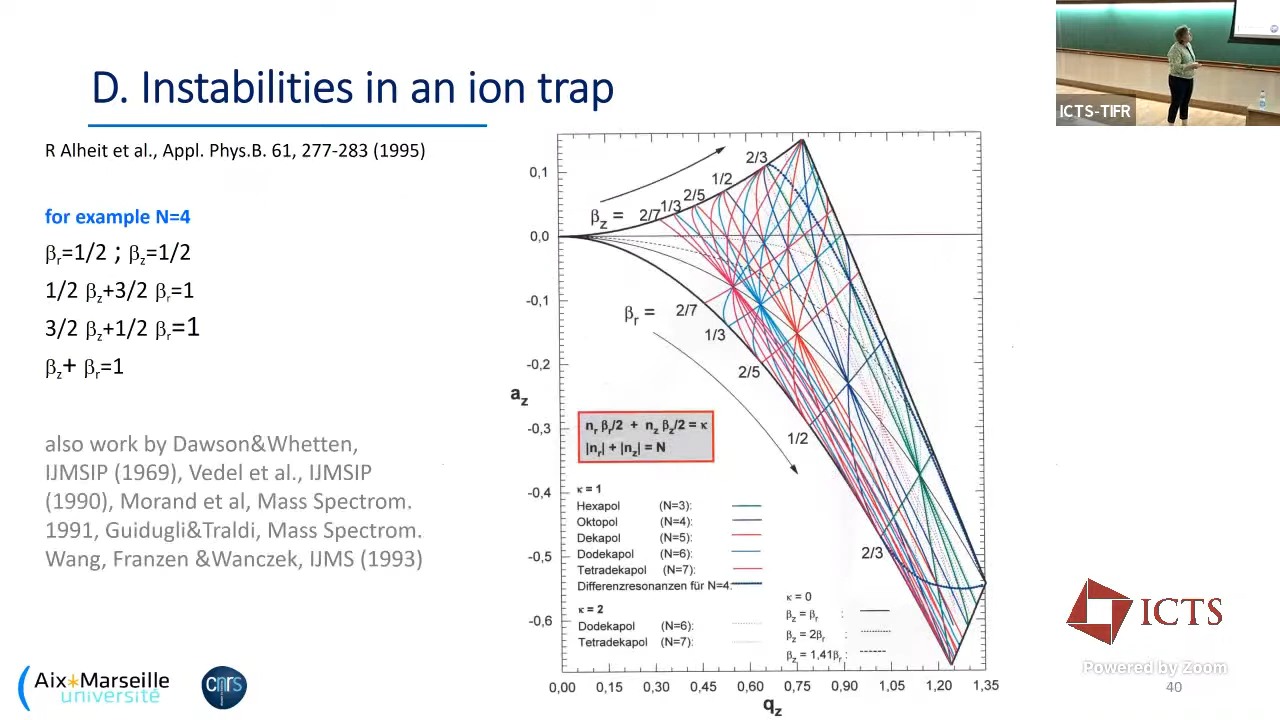 D. Instabilities in an ion trap
ICTS-TIFR
R Alheit et al., Appl. Phys.B. 61, 277-283 (1995)
for example N=4
βr=1/2 ; βz=1/2
1/2 βz+3/2 βr=1
3/2 βz+1/2 βr=1
βz+ βr=1
also work by Dawson&Whetten,
IJMSIP (1969), Vedel et al., IJMSIP
(1990), Morand et al, Mass Spectrom.
1991, Guidugli&Traldi, Mass Spectrom.
Wang, Franzen &Wanczek, IJMS (1993)
0,1
0,0
-0,1
-0,2
-0,3
-0,4
-0,5
-0,6
az
βz = 2/7 1/3 2/5 1/2 2/3
βr = 2/7 1/3 2/5 1/2 2/3
nr βr/2 + nz βz/2 = κ
|nr| + |nz| = N
κ = 1
Hexapol (N=3):
Oktopol (N=4):
Dekapol (N=5):
Dodekapol (N=6):
Tetradekapol (N=7):
Differenzresonanzen für N=4:
κ = 2
Dodekapol (N=6):
Tetradekapol (N=7):
κ = 0
βz = βr :
βz = 2βr :
βz = 1,41βr :
0,00 0,15 0,30 0,45 0,60 0,75 0,90 1,05 1,20 1,35
qz
Aix*Marseille
université
cnrs
ICTS
Powered by Zoom
40